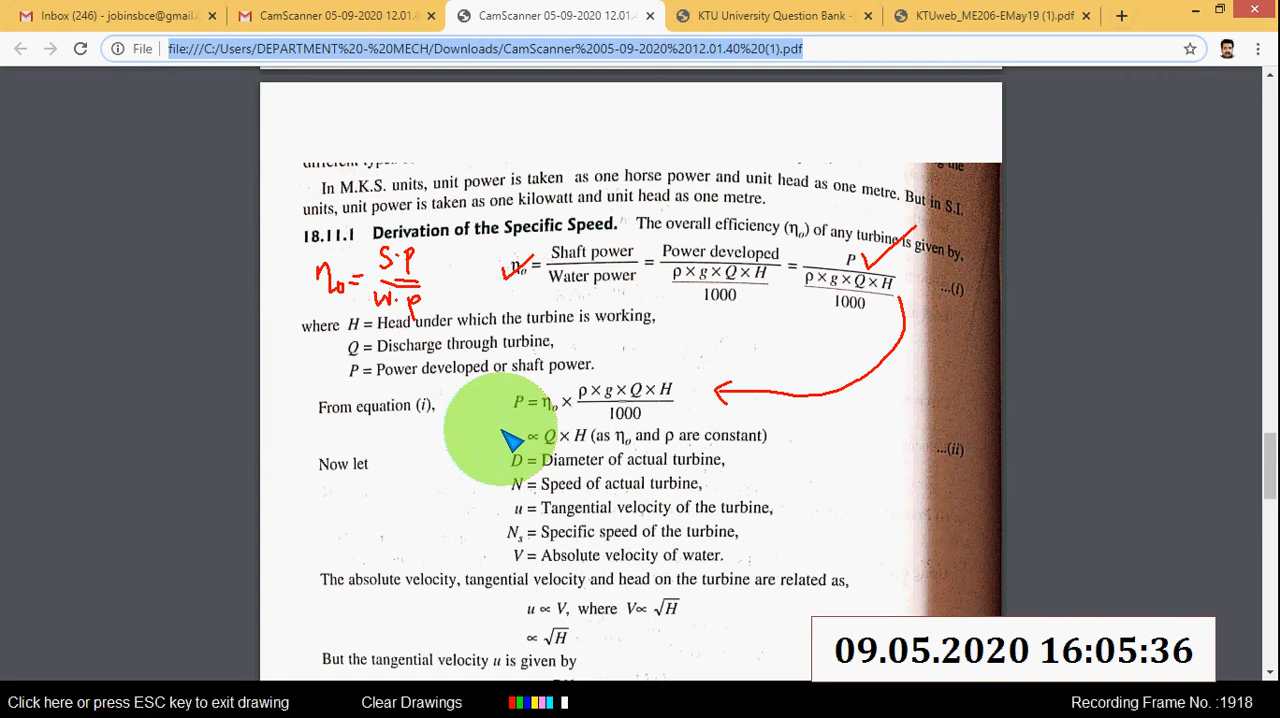 Inbox (246) - jobinsbce@gmail.
CamScanner 05-09-2020 12.01.
CamScanner 05-09-2020 12.01.
KTU University Question Bank -
KTUweb_ME206-EMay19 (1).pdf
File
file:///C:/Users/DEPARTMENT%20-%20MECH/Downloads/CamScanner%2005-09-2020%2012.01.40%20(1).pdf
In M.K.S. units, unit power is taken as one horse power and unit head as one metre. But in S.I.
units, unit power is taken as one kilowatt and unit head as one metre.
18.11.1 Derivation of the Specific Speed. The overall efficiency (ηo) of any turbine is given by,
ηo = S.P / W.P
ηo = Shaft power / Water power = Power developed / (ρ × g × Q × H / 1000) = P / (ρ × g × Q × H / 1000) ...(i)
where H = Head under which the turbine is working,
Q = Discharge through turbine,
P = Power developed or shaft power.
From equation (i), P = ηo × ρ × g × Q × H / 1000
∝ Q × H (as ηo and ρ are constant) ...(ii)
Now let D = Diameter of actual turbine,
N = Speed of actual turbine,
u = Tangential velocity of the turbine,
Ns = Specific speed of the turbine,
V = Absolute velocity of water.
The absolute velocity, tangential velocity and head on the turbine are related as,
u ∝ V, where V ∝ √H
∝ √H
But the tangential velocity u is given by
09.05.2020 16:05:36
Click here or press ESC key to exit drawing
Clear Drawings
Recording Frame No. :1918